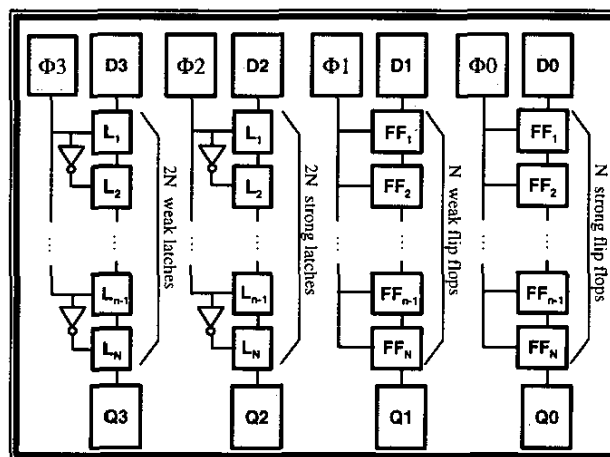 Φ3 D3 Φ2 D2 Φ1 D1 Φ0 D0
L1 L1 FF1 FF1
L2 L2 FF2 FF2
... ... ... ... ... ... ... ...
Ln-1 Ln-1 FFn-1 FFn-1
LN LN FFN FFN
Q3 Q2 Q1 Q0
2N weak latches
2N strong latches
N weak flip flops
N strong flip flops